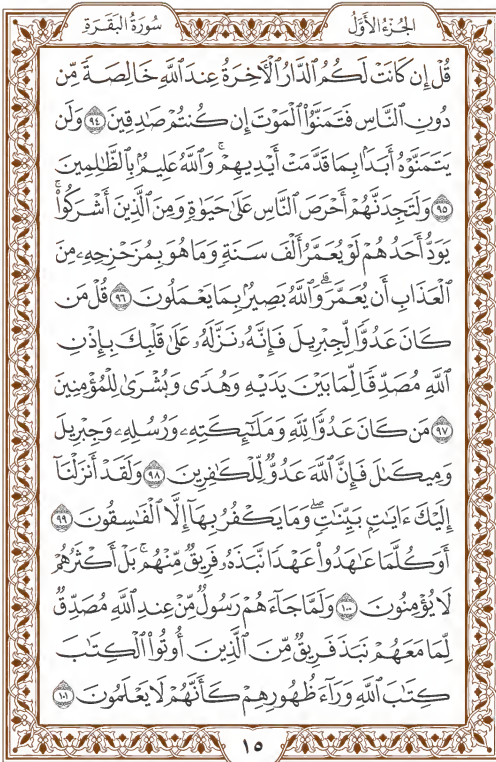 الجُزْءُ الأَوَّلُ
سُورَةُ البَقَرَةِ
قُلْ إِن كَانَتْ لَكُمُ ٱلدَّارُ ٱلْأَخِرَةُ عِندَ ٱللَّهِ خَالِصَةً مِّن
دُونِ ٱلنَّاسِ فَتَمَنَّوُا۟ ٱلْمَوْتَ إِن كُنتُمْ صَـٰدِقِينَ ٩٤ وَلَن
يَتَمَنَّوْهُ أَبَدًۢا بِمَا قَدَّمَتْ أَيْدِيهِمْ ۗ وَٱللَّهُ عَلِيمٌۢ بِٱلظَّـٰلِمِينَ
٩٥ وَلَتَجِدَنَّهُمْ أَحْرَصَ ٱلنَّاسِ عَلَىٰ حَيَوٰةٍ وَمِنَ ٱلَّذِينَ أَشْرَكُوا۟ ۚ
يَوَدُّ أَحَدُهُمْ لَوْ يُعَمَّرُ أَلْفَ سَنَةٍ وَمَا هُوَ بِمُزَحْزِحِهِۦ مِنَ
ٱلْعَذَابِ أَن يُعَمَّرَ ۗ وَٱللَّهُ بَصِيرٌۢ بِمَا يَعْمَلُونَ ٩٦ قُلْ مَن
كَانَ عَدُوًّا لِّجِبْرِيلَ فَإِنَّهُۥ نَزَّلَهُۥ عَلَىٰ قَلْبِكَ بِإِذْنِ
ٱللَّهِ مُصَدِّقًا لِّمَا بَيْنَ يَدَيْهِ وَهُدًى وَبُشْرَىٰ لِلْمُؤْمِنِينَ
٩٧ مَن كَانَ عَدُوًّا لِّلَّهِ وَمَلَـٰٓئِكَتِهِۦ وَرُسُلِهِۦ وَجِبْرِيلَ
وَمِيكَىٰلَ فَإِنَّ ٱللَّهَ عَدُوٌّ لِّلْكَـٰفِرِينَ ٩٨ وَلَقَدْ أَنزَلْنَآ
إِلَيْكَ ءَايَـٰتٍۭ بَيِّنَـٰتٍ ۖ وَمَا يَكْفُرُ بِهَآ إِلَّا ٱلْفَـٰسِقُونَ ٩٩
أَوَكُلَّمَا عَـٰهَدُوا۟ عَهْدًا نَّبَذَهُۥ فَرِيقٌ مِّنْهُم ۚ بَلْ أَكْثَرُهُمْ
لَا يُؤْمِنُونَ ١٠٠ وَلَمَّا جَآءَهُمْ رَسُولٌ مِّنْ عِندِ ٱللَّهِ مُصَدِّقٌ
لِّمَا مَعَهُمْ نَبَذَ فَرِيقٌ مِّنَ ٱلَّذِينَ أُوتُوا۟ ٱلْكِتَـٰبَ
كِتَـٰبَ ٱللَّهِ وَرَآءَ ظُهُورِهِمْ كَأَنَّهُمْ لَا يَعْلَمُونَ ١٠١
١٥